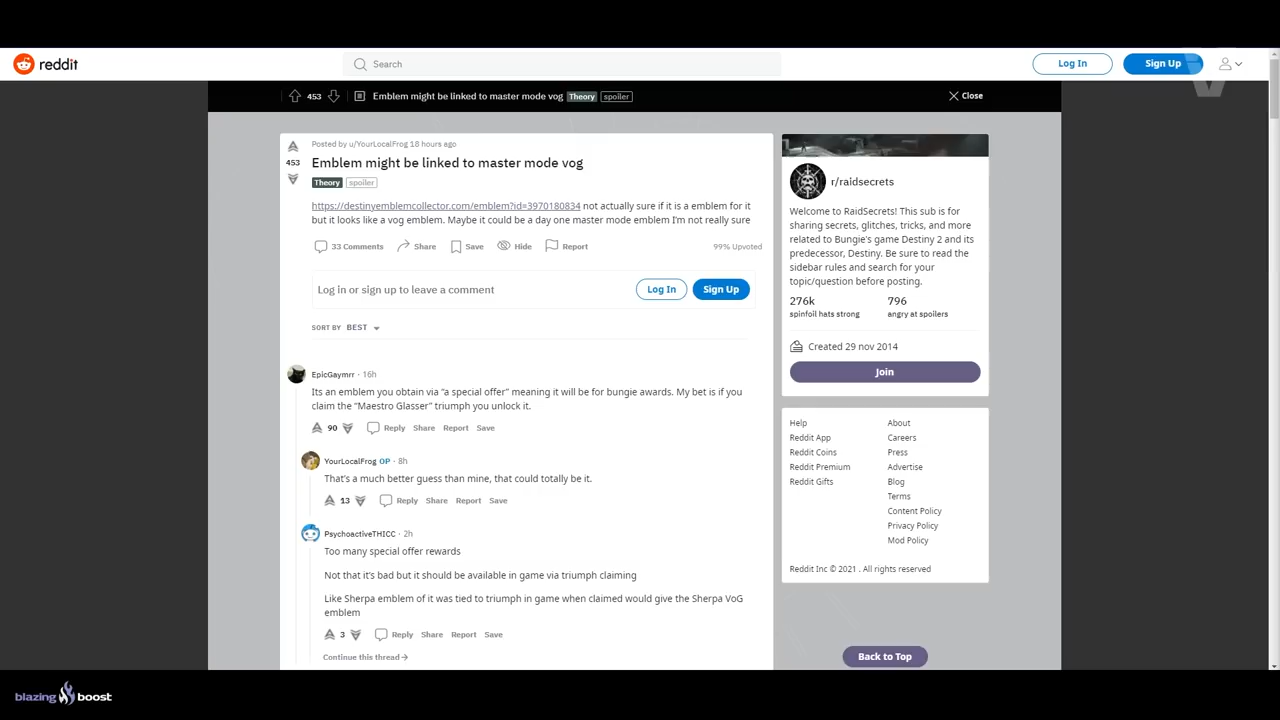 reddit
Search
Log In
Sign Up
453
Emblem might be linked to master mode vog
Theory
spoiler
Close
Posted by u/YourLocalFrog 18 hours ago
453
Emblem might be linked to master mode vog
Theory
spoiler
https://destinyemblemcollector.com/emblem?id=3970180834 not actually sure if it is a emblem for it
but it looks like a vog emblem. Maybe it could be a day one master mode emblem I'm not really sure
33 Comments
Share
Save
Hide
Report
99% Upvoted
Log in or sign up to leave a comment
Log In
Sign Up
SORT BY BEST
EpicGaymrr · 16h
Its an emblem you obtain via “a special offer” meaning it will be for bungie awards. My bet is if you
claim the “Maestro Glasser” triumph you unlock it.
90
Reply
Share
Report
Save
YourLocalFrog OP · 8h
That's a much better guess than mine, that could totally be it.
13
Reply
Share
Report
Save
PsychoactiveTHICC · 2h
Too many special offer rewards
Not that it's bad but it should be available in game via triumph claiming
Like Sherpa emblem of it was tied to triumph in game when claimed would give the Sherpa VoG
emblem
3
Reply
Share
Report
Save
Continue this thread
r/raidsecrets
Welcome to RaidSecrets! This sub is for
sharing secrets, glitches, tricks, and more
related to Bungie's game Destiny 2 and its
predecessor, Destiny. Be sure to read the
sidebar rules and search for your
topic/question before posting.
276k
796
spinfoil hats strong
angry at spoilers
Created 29 nov 2014
Join
Help
About
Reddit App
Careers
Reddit Coins
Press
Reddit Premium
Advertise
Reddit Gifts
Blog
Terms
Content Policy
Privacy Policy
Mod Policy
Reddit Inc © 2021 . All rights reserved
Back to Top
blazing boost